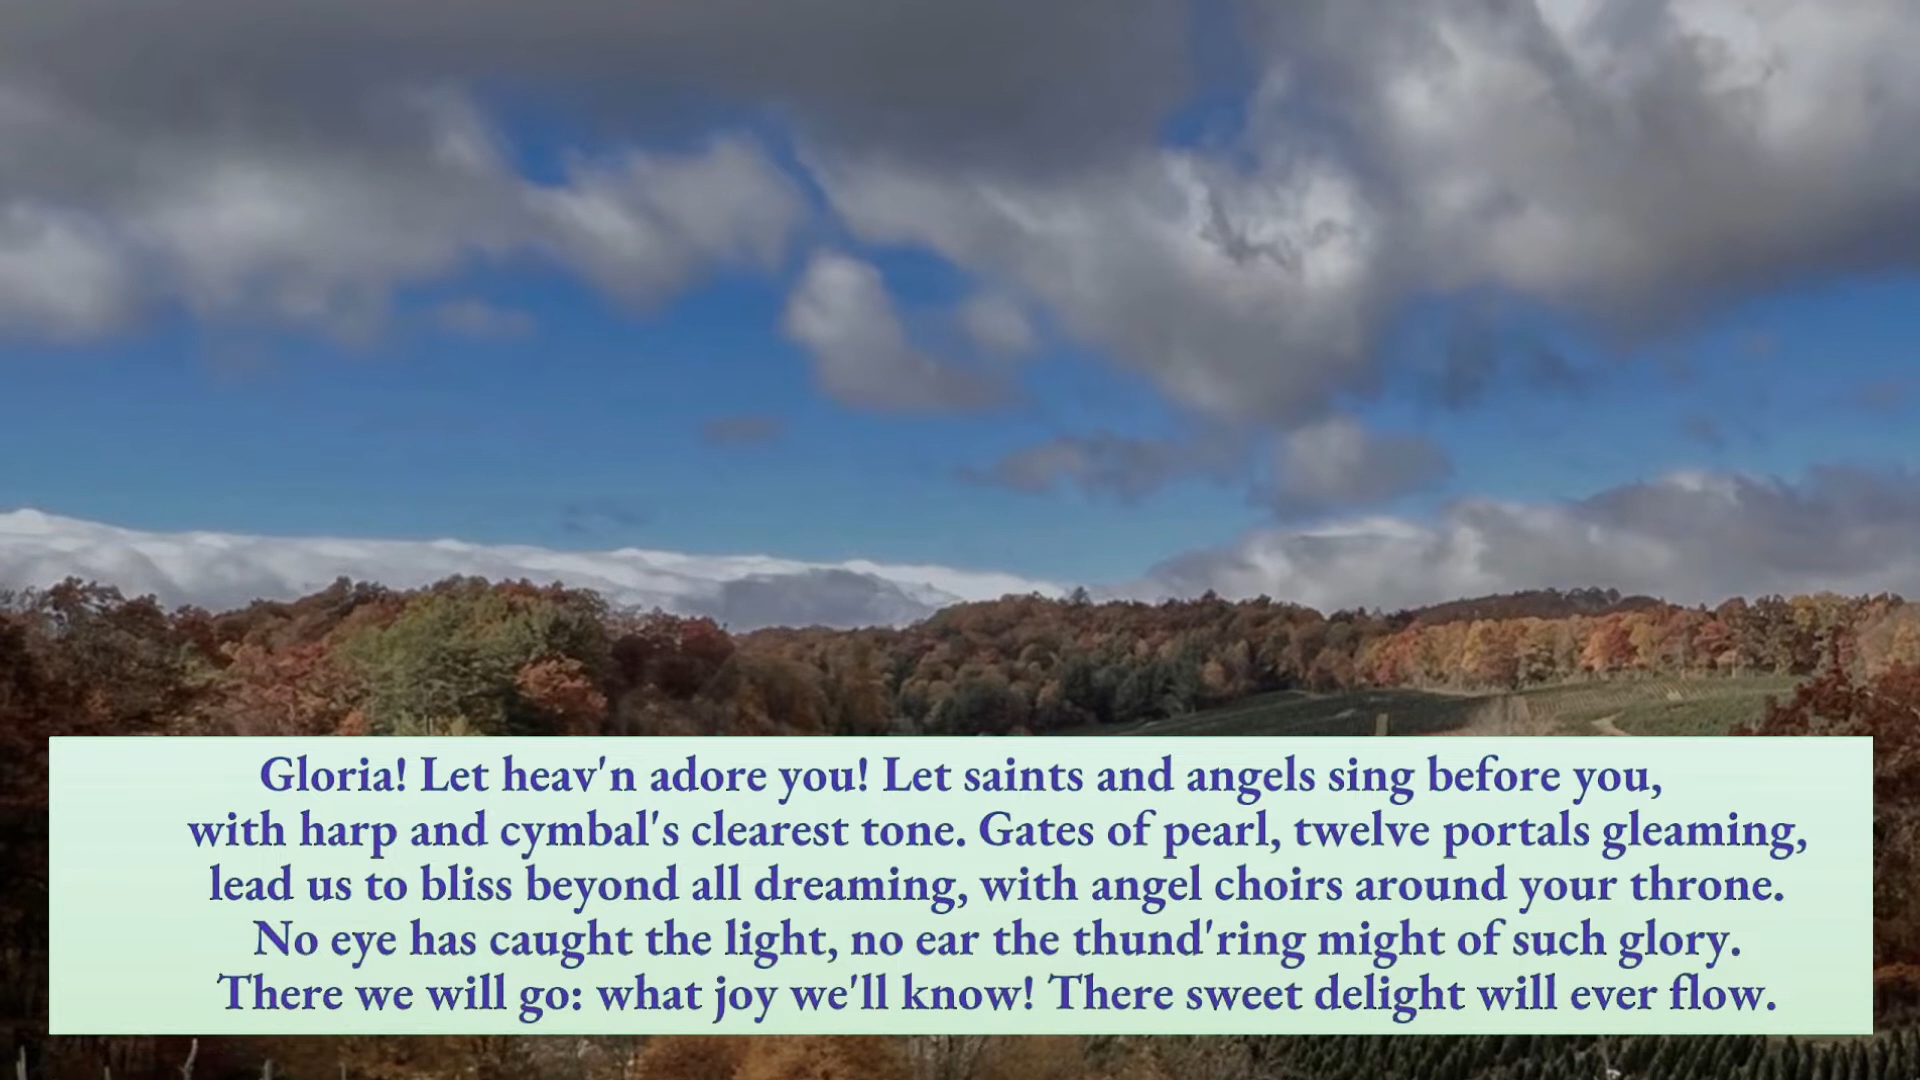 Gloria! Let heav'n adore you! Let saints and angels sing before you,
with harp and cymbal's clearest tone. Gates of pearl, twelve portals gleaming,
lead us to bliss beyond all dreaming, with angel choirs around your throne.
No eye has caught the light, no ear the thund'ring might of such glory.
There we will go: what joy we'll know! There sweet delight will ever flow.